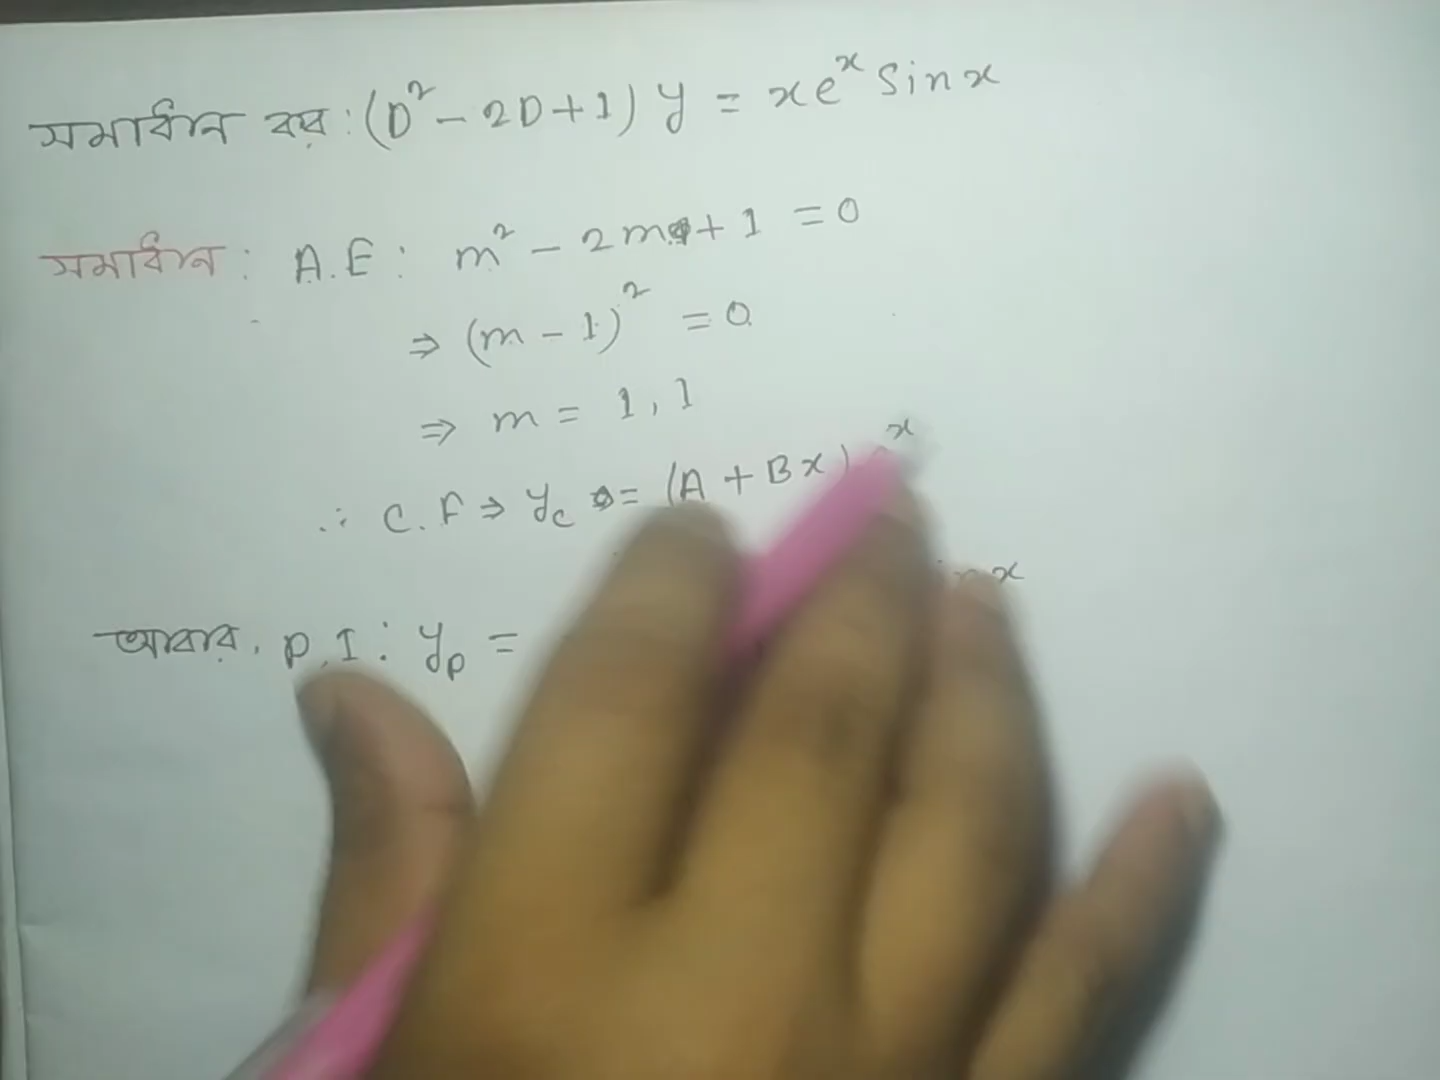 সমাধান কর: (D² - 2D + 1) y = xeˣ Sin x
সমাধান: A.E: m² - 2m + 1 = 0
⇒ (m - 1)² = 0
⇒ m = 1, 1
∴ C.F ⇒ y_c = (A + Bx) x
আবার, P.I: y_p = x